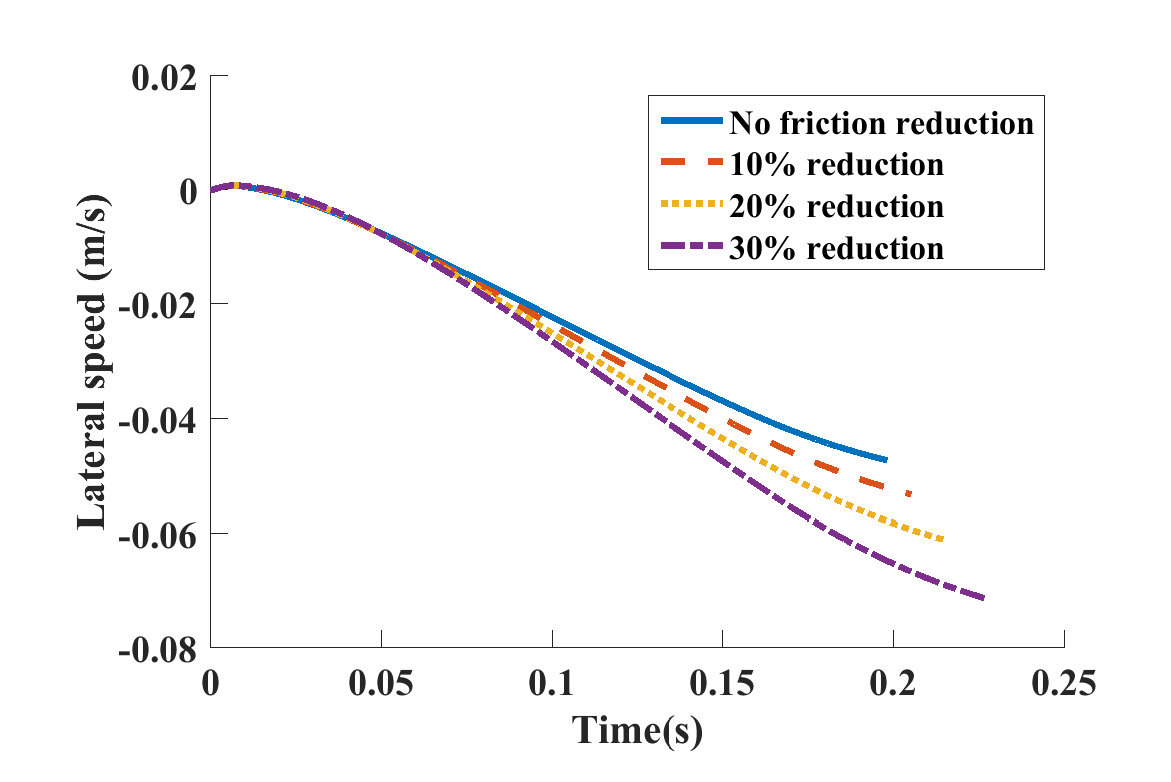 0.02
0
-0.02
-0.04
-0.06
-0.08
Lateral speed (m/s)
No friction reduction
10% reduction
20% reduction
30% reduction
0
0.05
0.1
0.15
0.2
0.25
Time(s)